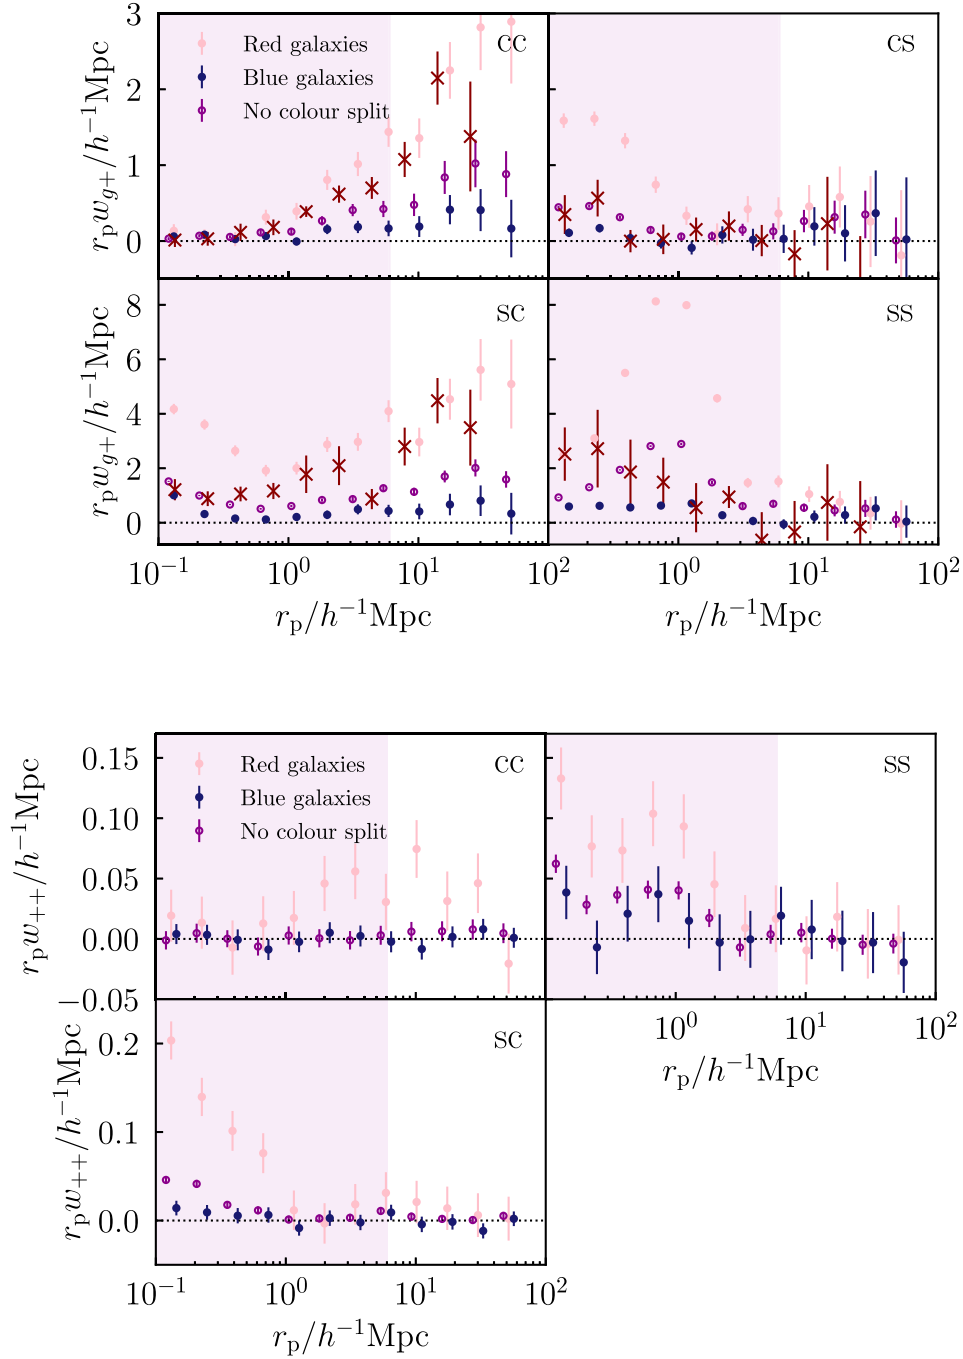 3
2
1
0
r_p w_{g+}/h^{-1}Mpc
Red galaxies
Blue galaxies
No colour split
CC
CS
8
6
4
2
0
r_p w_{g+}/h^{-1}Mpc
SC
SS
10^{-1} 10^0 10^1 10^2 10^0 10^1 10^2
r_p/h^{-1}Mpc r_p/h^{-1}Mpc
0.15
0.10
0.05
0.00
−0.05
r_p w_{++}/h^{-1}Mpc
Red galaxies
Blue galaxies
No colour split
CC
SS
10^0 10^1 10^2
r_p/h^{-1}Mpc
0.2
0.1
0.0
r_p w_{++}/h^{-1}Mpc
SC
10^{-1} 10^0 10^1 10^2
r_p/h^{-1}Mpc